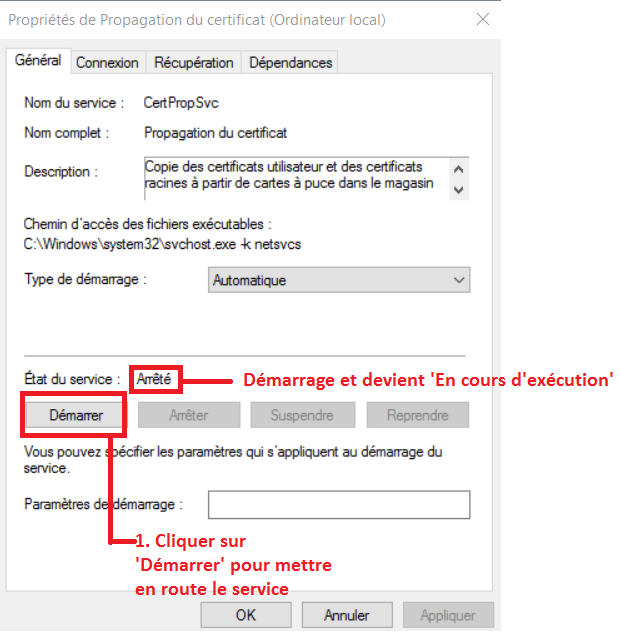 Propriétés de Propagation du certificat (Ordinateur local)
Général Connexion Récupération Dépendances
Nom du service : CertPropSvc
Nom complet : Propagation du certificat
Description : Copie des certificats utilisateur et des certificats
racines à partir de cartes à puce dans le magasin
Chemin d'accès des fichiers exécutables :
C:\Windows\system32\svchost.exe -k netsvcs
Type de démarrage : Automatique
État du service : Arrêté Démarrage et devient 'En cours d'exécution'
Démarrer Arrêter Suspendre Reprendre
Vous pouvez spécifier les paramètres qui s'appliquent au démarrage du
service.
Paramètres de démarrage :
1. Cliquer sur
'Démarrer' pour mettre
en route le service
OK Annuler Appliquer